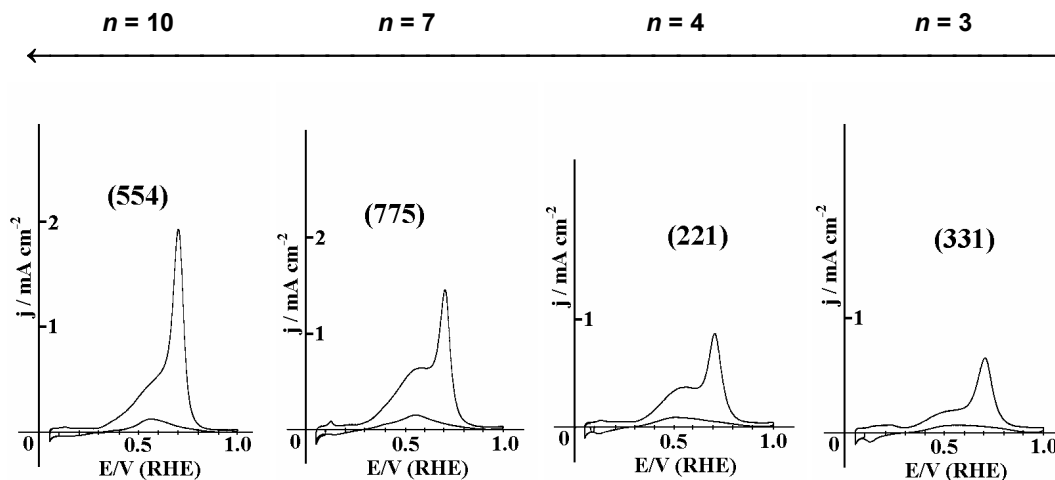 n = 10
n = 7
n = 4
n = 3
(554)
j / mA cm⁻²
2
1
0
0.5
1.0
E/V (RHE)
(775)
j / mA cm⁻²
2
1
0
0.5
1.0
E/V (RHE)
(221)
j / mA cm⁻²
1
0
0.5
1.0
E/V (RHE)
(331)
j / mA cm⁻²
1
0
0.5
1.0
E/V (RHE)